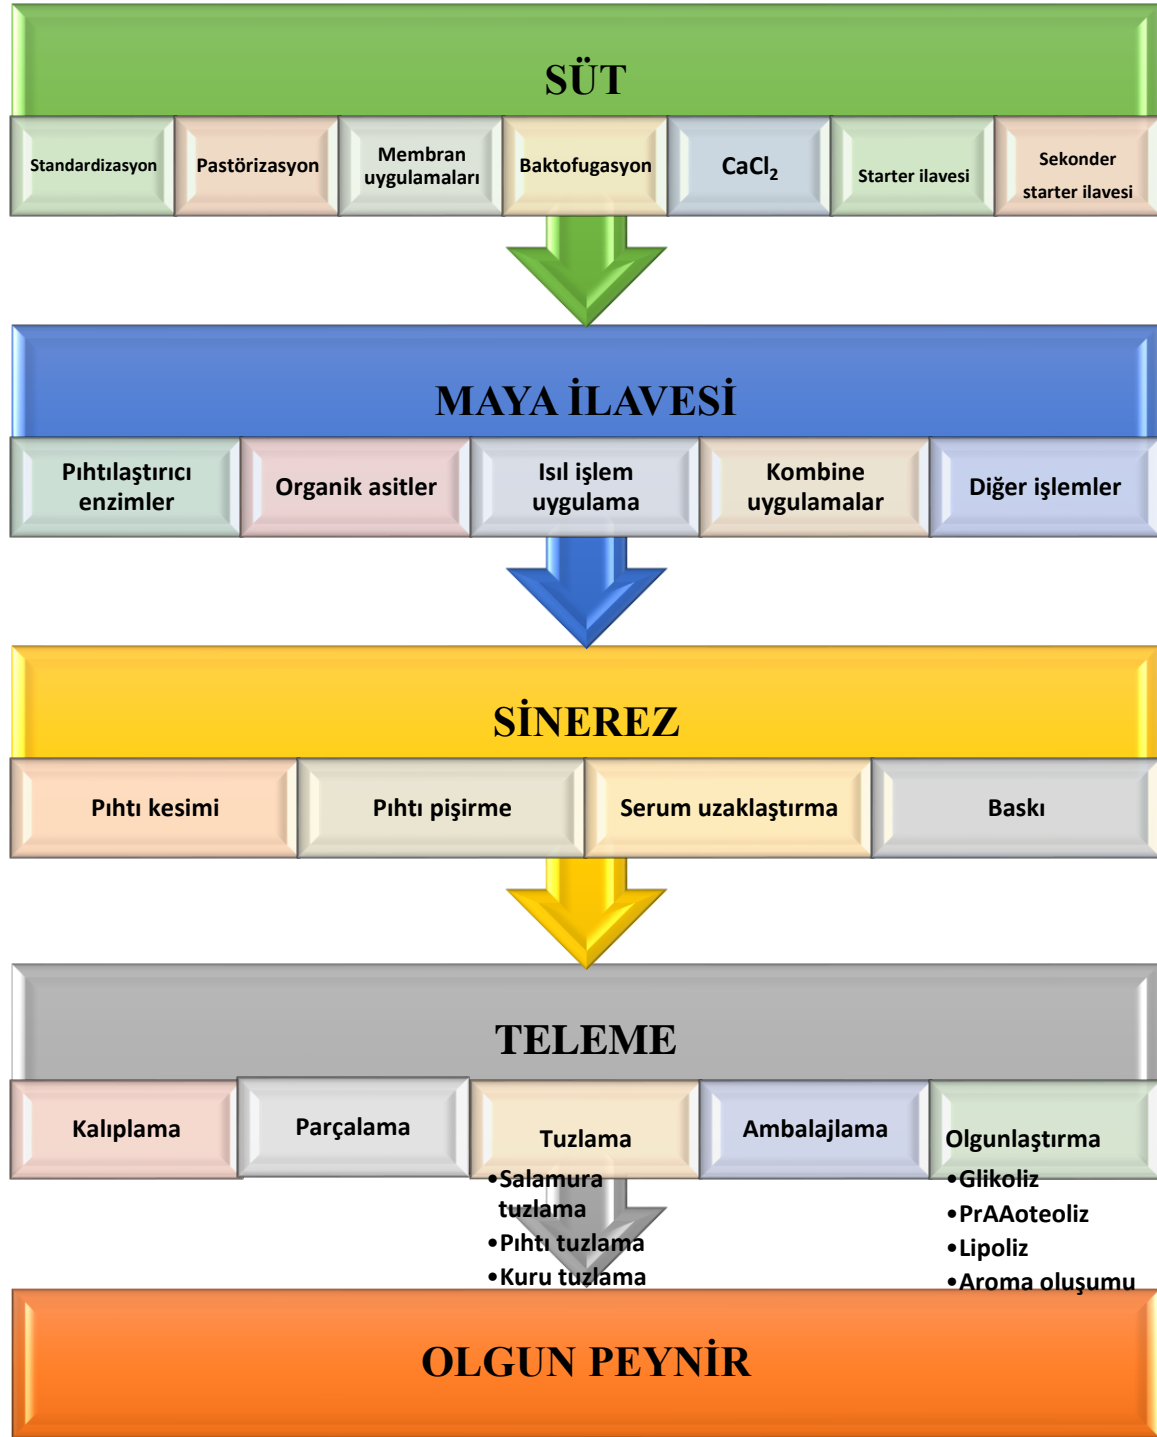 SÜT
Standardizasyon
Pastörizasyon
Membran
uygulamaları
Baktofugasyon
CaCl₂
Starter ilavesi
Sekonder
starter ilavesi
MAYA İLAVESİ
Pıhtılaştırıcı
enzimler
Organik asitler
Isıl işlem
uygulama
Kombine
uygulamalar
Diğer işlemler
SİNEREZ
Pıhtı kesimi
Pıhtı pişirme
Serum uzaklaştırma
Baskı
TELEME
Kalıplama
Parçalama
Tuzlama
•Salamura
tuzlama
•Pıhtı tuzlama
•Kuru tuzlama
Ambalajlama
Olgunlaştırma
•Glikoliz
•PrAAoteoliz
•Lipoliz
•Aroma oluşumu
OLGUN PEYNİR